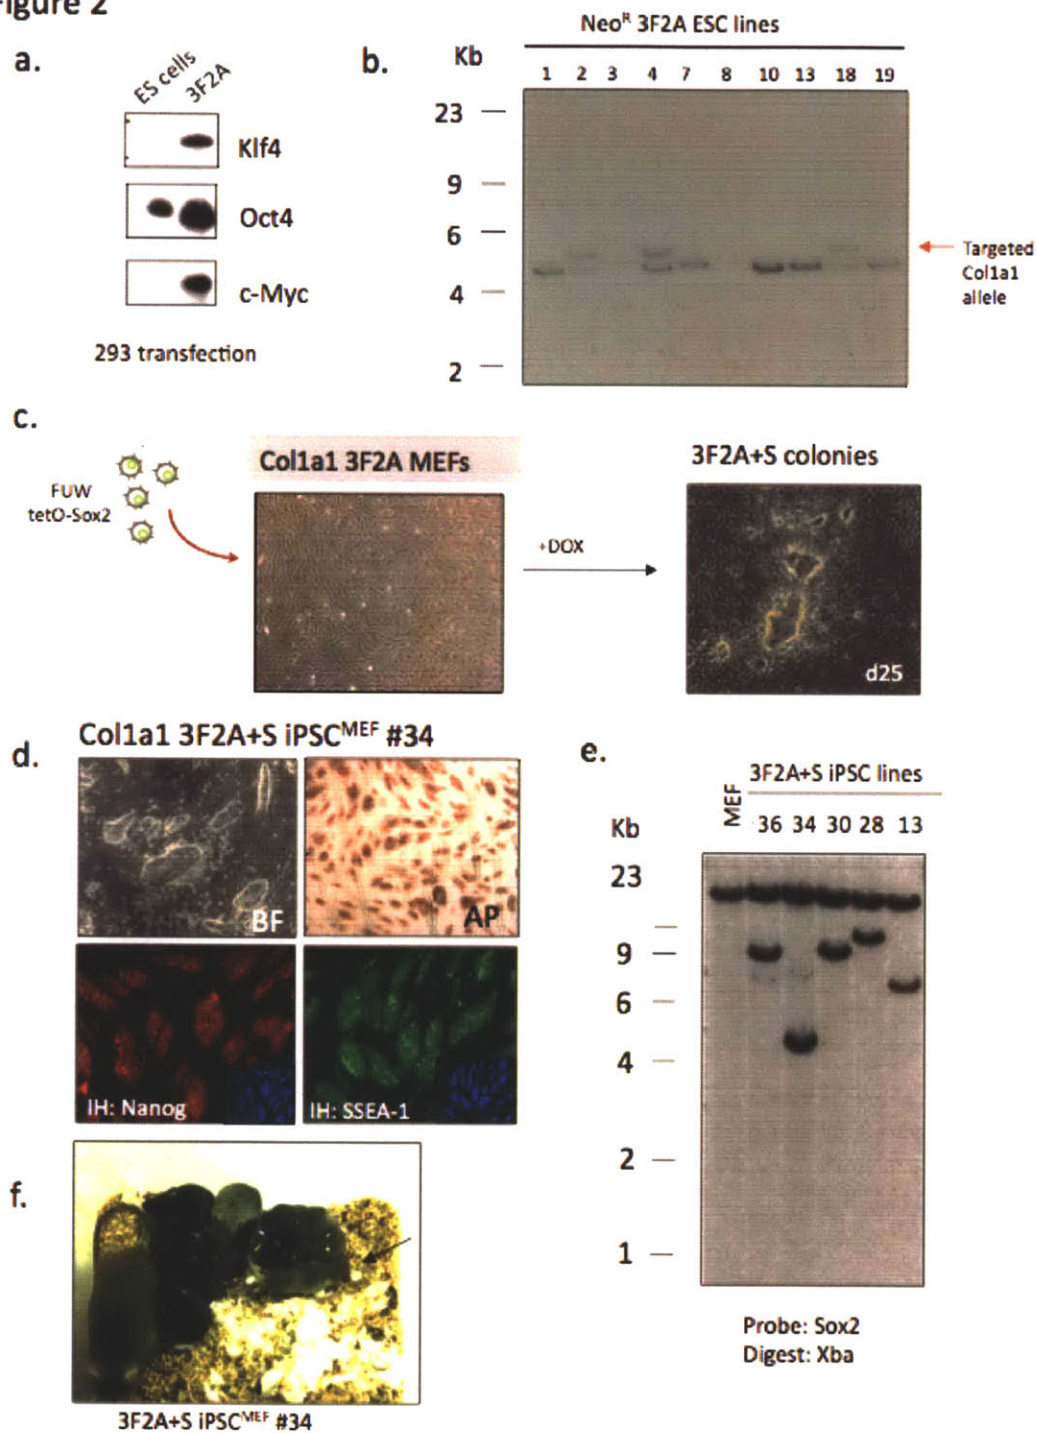 Figure 2
a.
ES cells
3F2A
Klf4
Oct4
c-Myc
293 transfection
b.
Kb
Neoᴿ 3F2A ESC lines
1 2 3 4 7 8 10 13 18 19
23
9
6
4
2
Targeted
Col1a1
allele
c.
FUW
tetO-Sox2
Col1a1 3F2A MEFs
+DOX
3F2A+S colonies
d25
d.
Col1a1 3F2A+S iPSCᴹᴱᶠ #34
BF
AP
IH: Nanog
IH: SSEA-1
e.
3F2A+S iPSC lines
MEF
36 34 30 28 13
Kb
23
9
6
4
2
1
Probe: Sox2
Digest: Xba
f.
3F2A+S iPSCᴹᴱᶠ #34